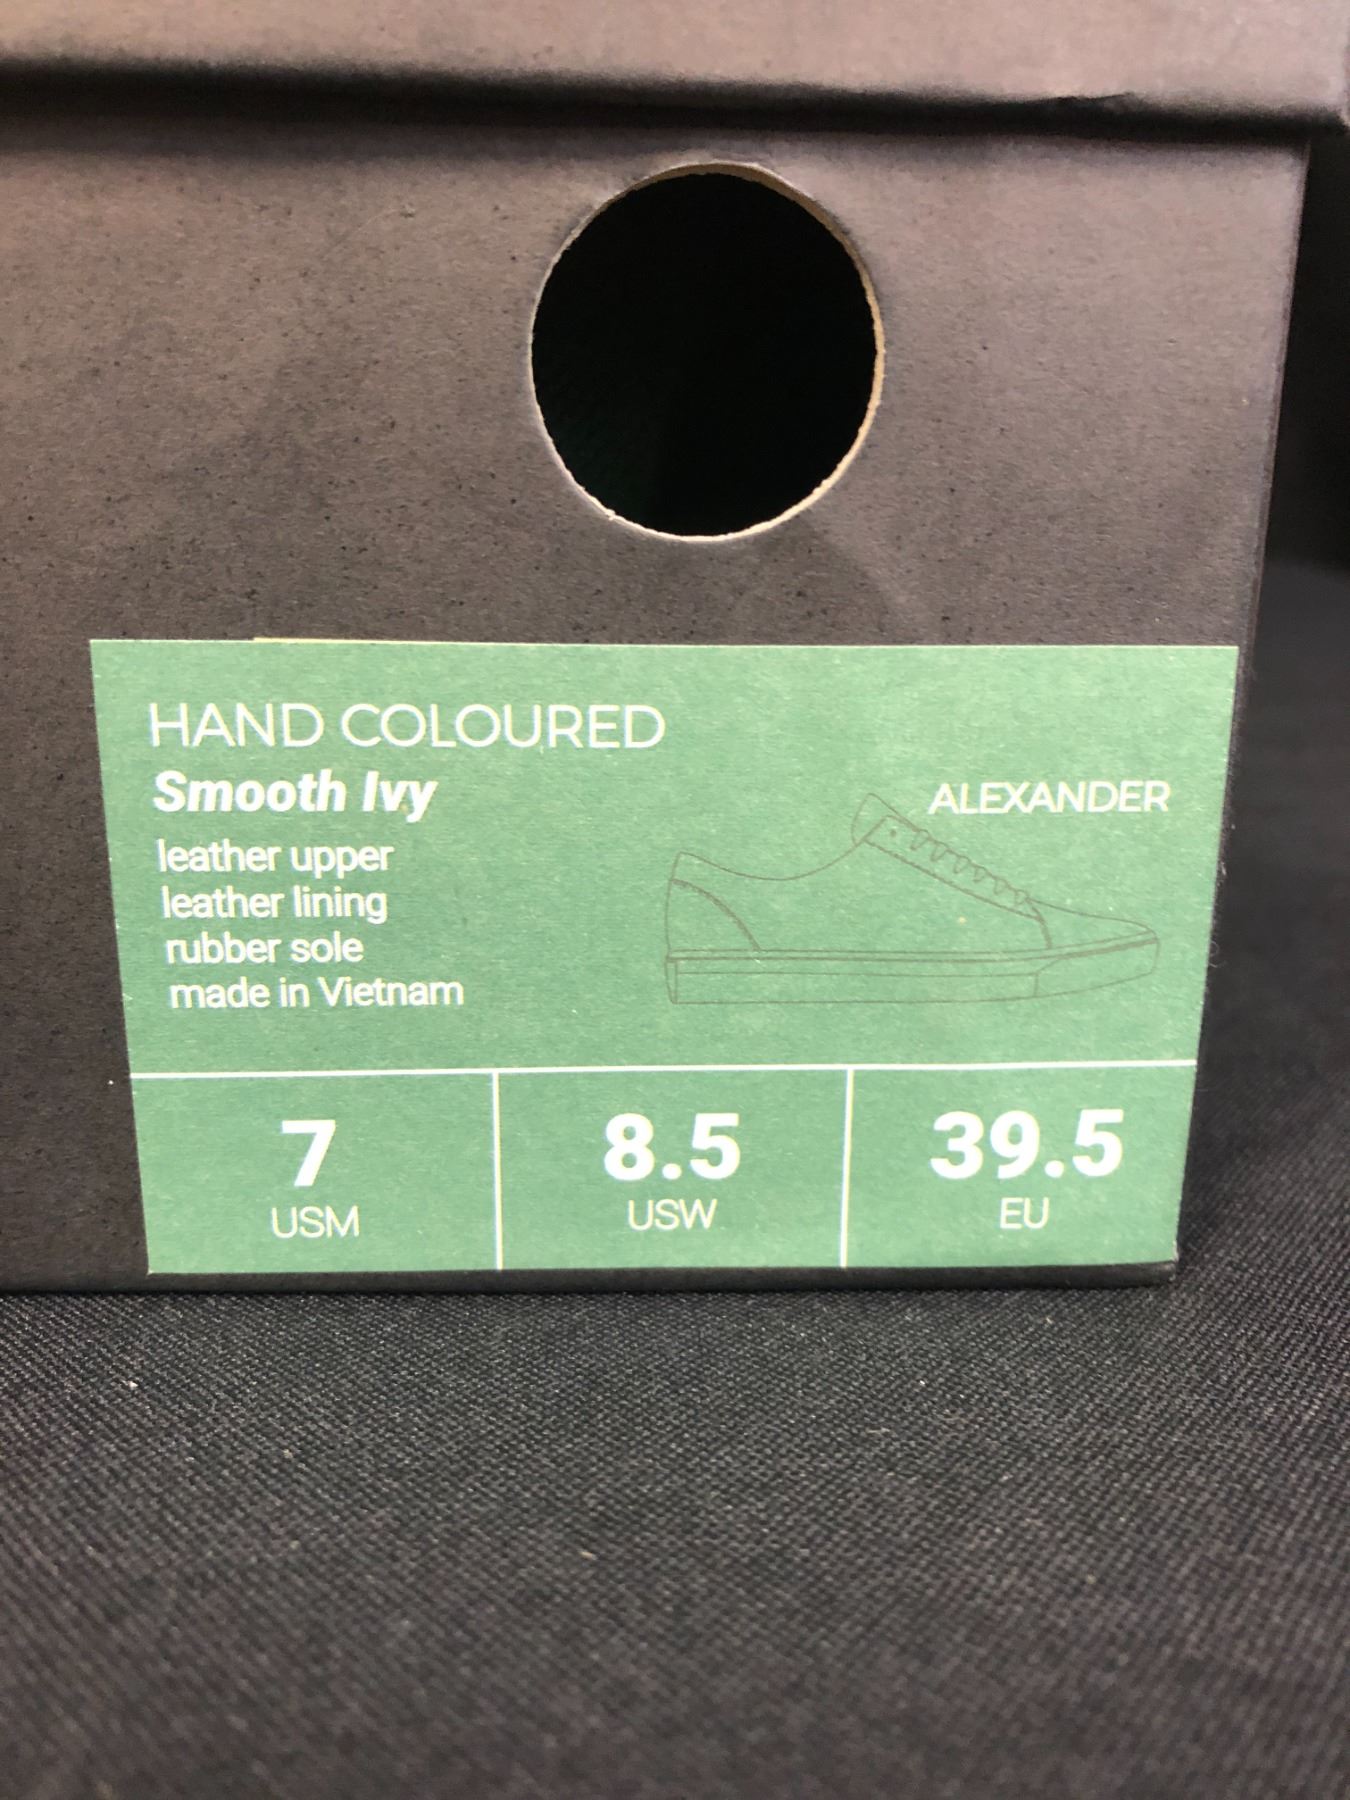 HAND COLOURED
Smooth Ivy
ALEXANDER
leather upper
leather lining
rubber sole
made in Vietnam
7
USM
8.5
USW
39.5
EU